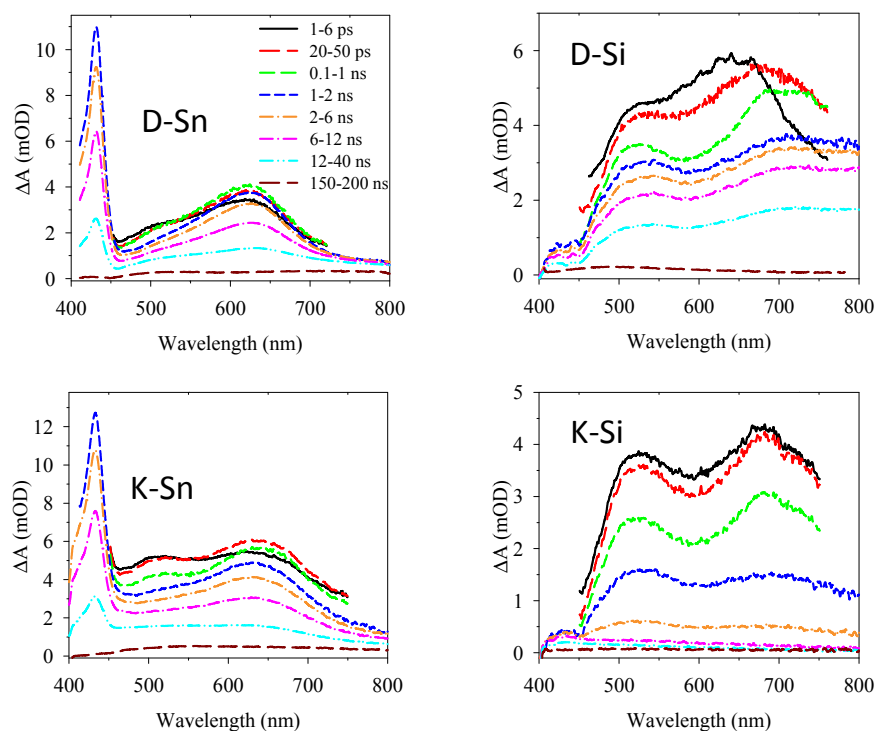 D-Sn
ΔA (mOD)
10
8
6
4
2
0
1-6 ps
20-50 ps
0.1-1 ns
1-2 ns
2-6 ns
6-12 ns
12-40 ns
150-200 ns
400 450 500 600 700 800
Wavelength (nm)
D-Si
ΔA (mOD)
6
4
2
0
400 500 600 700 800
Wavelength (nm)
K-Sn
ΔA (mOD)
12
10
8
6
4
2
0
400 500 600 700 800
Wavelength (nm)
K-Si
ΔA (mOD)
5
4
3
2
1
0
400 500 600 700 800
Wavelength (nm)